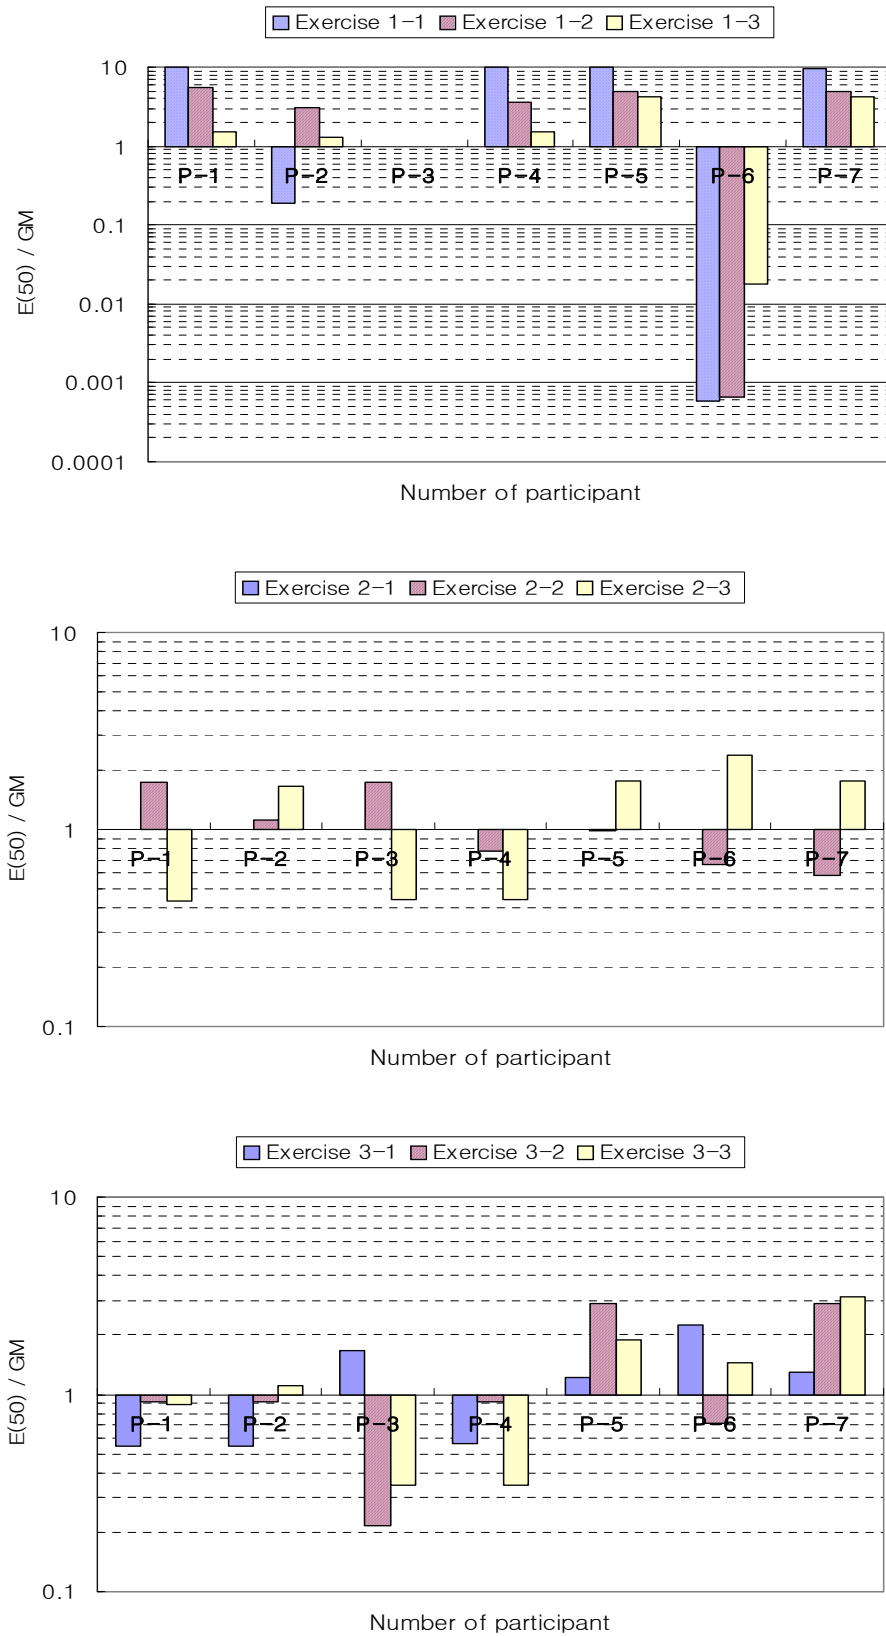 Exercise 1-1 Exercise 1-2 Exercise 1-3
10
1
P-1 P-2 P-3 P-4 P-5 P-6 P-7
0.1
0.01
0.001
0.0001
E(50) / GM
Number of participant
Exercise 2-1 Exercise 2-2 Exercise 2-3
10
1
P-1 P-2 P-3 P-4 P-5 P-6 P-7
0.1
E(50) / GM
Number of participant
Exercise 3-1 Exercise 3-2 Exercise 3-3
10
1
P-1 P-2 P-3 P-4 P-5 P-6 P-7
0.1
E(50) / GM
Number of participant